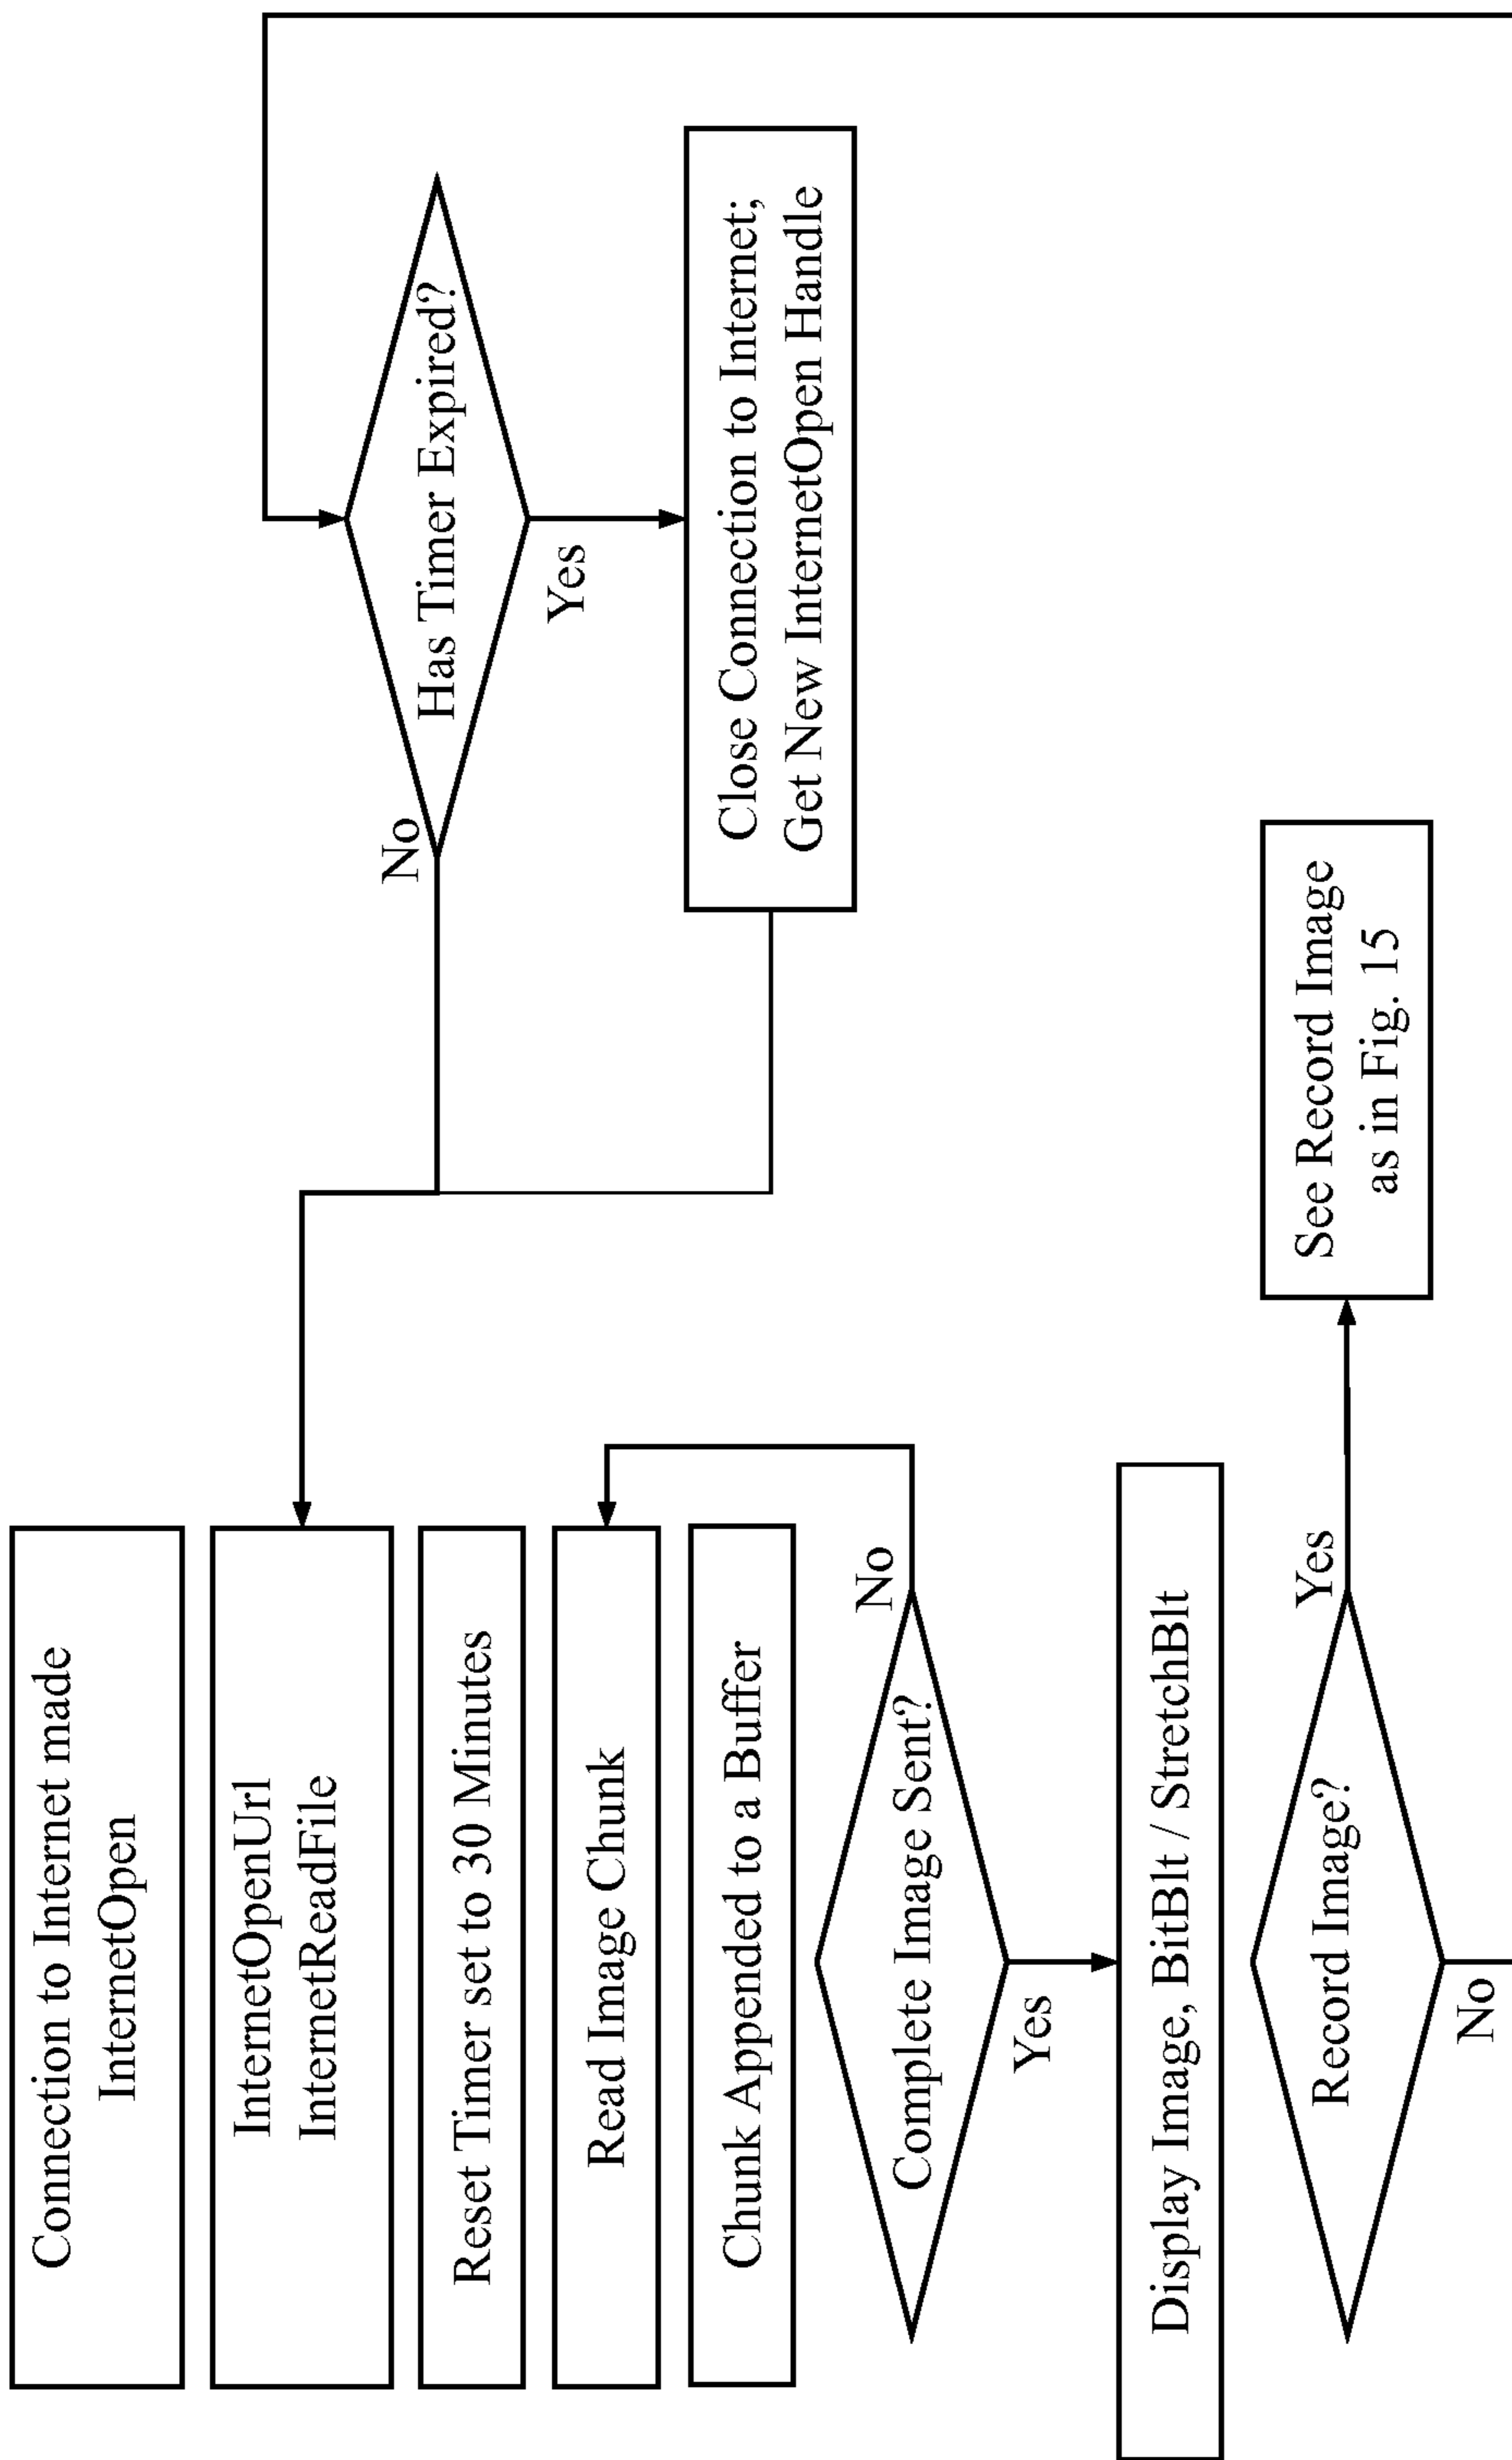 Connection to Internet made
InternetOpen
InternetOpenUrl
InternetReadFile
Reset Timer set to 30 Minutes
Read Image Chunk
Chunk Appended to a Buffer
Complete Image Sent?
No
Yes
Display Image, BitBlt / StretchBlt
Record Image?
Yes
No
See Record Image
as in Fig. 15
Has Timer Expired?
No
Yes
Close Connection to Internet;
Get New InternetOpen Handle